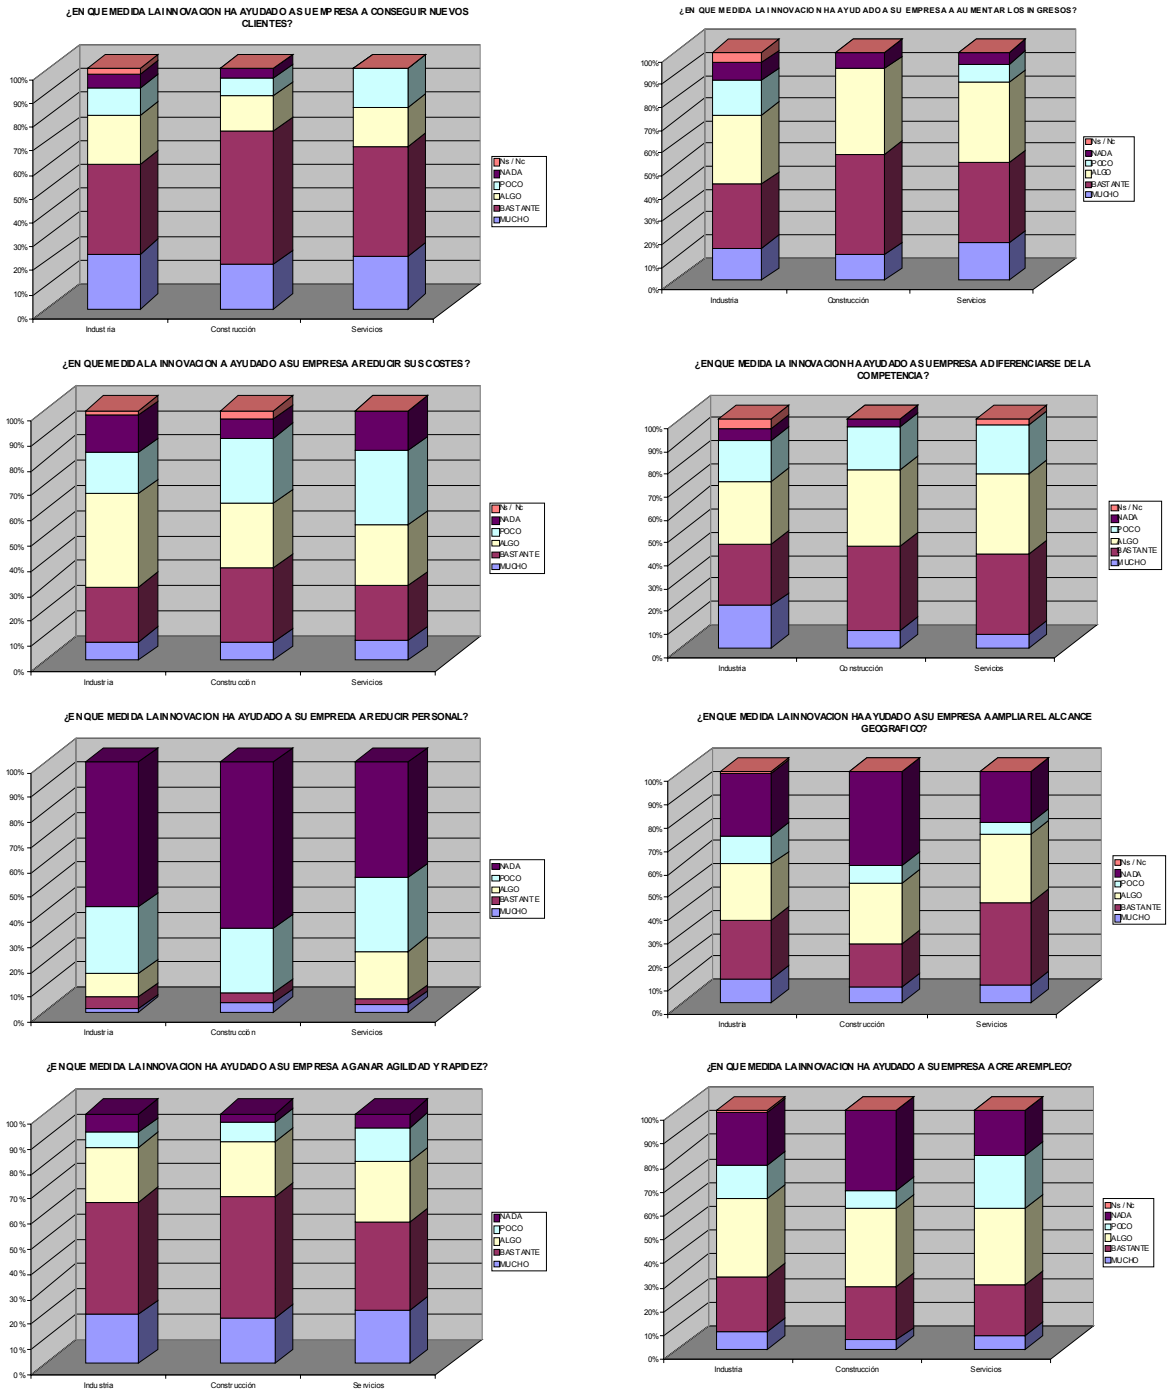 ¿EN QUE MEDIDA LA INNOVACION HA AYUDADO A SU EMPRESA A CONSEGUIR NUEVOS
CLIENTES?
100%
90%
80%
70%
60%
50%
40%
30%
20%
10%
0%
Industria
Construcción
Servicios
Ns / Nc
NADA
POCO
ALGO
BASTANTE
MUCHO
¿EN QUE MEDIDA LA INNOVACION HA AYUDADO A SU EMPRESA A AUMENTAR LOS INGRESOS?
100%
90%
80%
70%
60%
50%
40%
30%
20%
10%
0%
Industria
Construcción
Servicios
Ns / Nc
NADA
POCO
ALGO
BASTANTE
MUCHO
¿EN QUE MEDIDA LA INNOVACION A AYUDADO A SU EMPRESA A REDUCIR SUS COSTES?
100%
90%
80%
70%
60%
50%
40%
30%
20%
10%
0%
Industria
Construcción
Servicios
Ns / Nc
NADA
POCO
ALGO
BASTANTE
MUCHO
¿EN QUE MEDIDA LA INNOVACION HA AYUDADO A SU EMPRESA A DIFERENCIARSE DE LA
COMPETENCIA?
100%
90%
80%
70%
60%
50%
40%
30%
20%
10%
0%
Industria
Construcción
Servicios
Ns / Nc
NADA
POCO
ALGO
BASTANTE
MUCHO
¿EN QUE MEDIDA LA INNOVACION HA AYUDADO A SU EMPREDA A REDUCIR PERSONAL?
100%
90%
80%
70%
60%
50%
40%
30%
20%
10%
0%
Industria
Construcción
Servicios
NADA
POCO
ALGO
BASTANTE
MUCHO
¿EN QUE MEDIDA LA INNOVACION HA AYUDADO A SU EMPRESA A AMPLIAR EL ALCANCE
GEOGRAFICO?
100%
90%
80%
70%
60%
50%
40%
30%
20%
10%
0%
Industria
Construcción
Servicios
Ns / Nc
NADA
POCO
ALGO
BASTANTE
MUCHO
¿EN QUE MEDIDA LA INNOVACION HA AYUDADO A SU EMPRESA A GANAR AGILIDAD Y RAPIDEZ?
100%
90%
80%
70%
60%
50%
40%
30%
20%
10%
0%
Industria
Construcción
Servicios
NADA
POCO
ALGO
BASTANTE
MUCHO
¿EN QUE MEDIDA LA INNOVACION HA AYUDADO A SU EMPRESA A CREAR EMPLEO?
100%
90%
80%
70%
60%
50%
40%
30%
20%
10%
0%
Industria
Construcción
Servicios
Ns / Nc
NADA
POCO
ALGO
BASTANTE
MUCHO